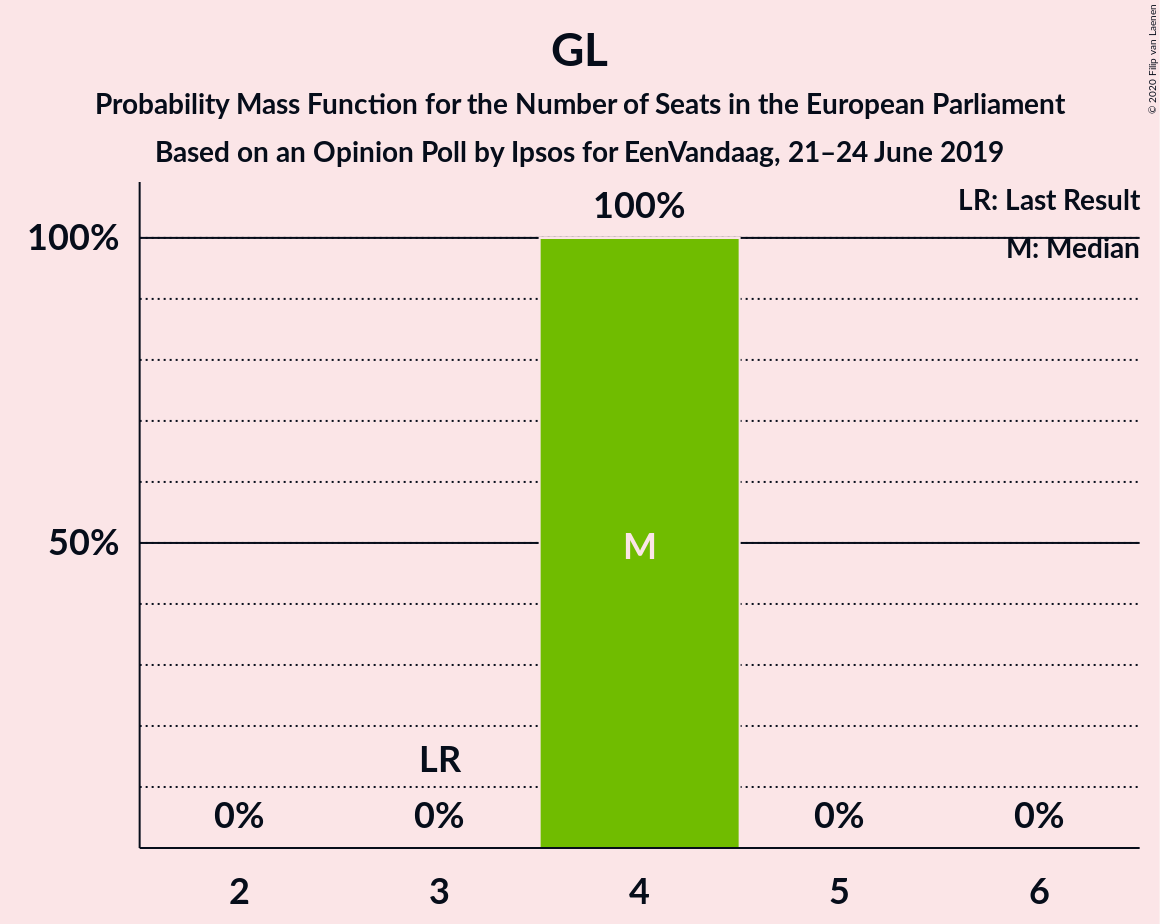 GL
Probability Mass Function for the Number of Seats in the European Parliament
Based on an Opinion Poll by Ipsos for EenVandaag, 21–24 June 2019
© 2020 Filip van Laenen
LR: Last Result
M: Median
100%
100%
50%
M
LR
0%
0%
0%
0%
2
3
4
5
6